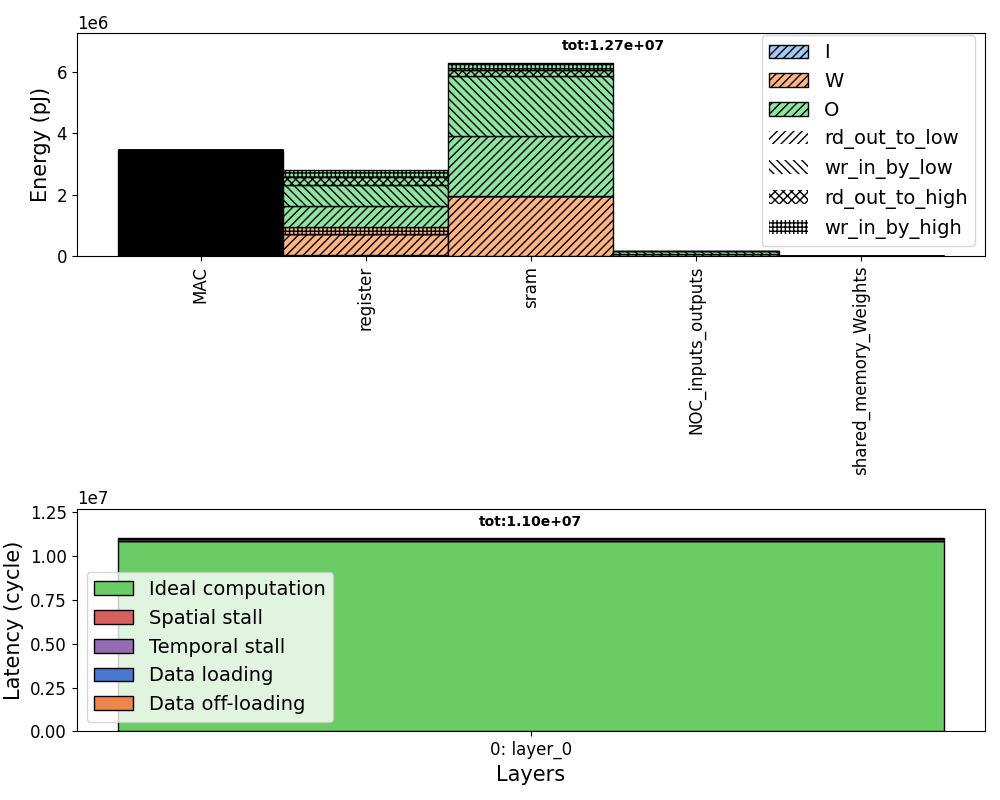 1e6
tot:1.27e+07
Energy (pJ)
6
4
2
0
I
W
O
rd_out_to_low
wr_in_by_low
rd_out_to_high
wr_in_by_high
MAC
register
sram
NOC_inputs_outputs
shared_memory_Weights
1e7
tot:1.10e+07
Latency (cycle)
1.25
1.00
0.75
0.50
0.25
0.00
Ideal computation
Spatial stall
Temporal stall
Data loading
Data off-loading
0: layer_0
Layers